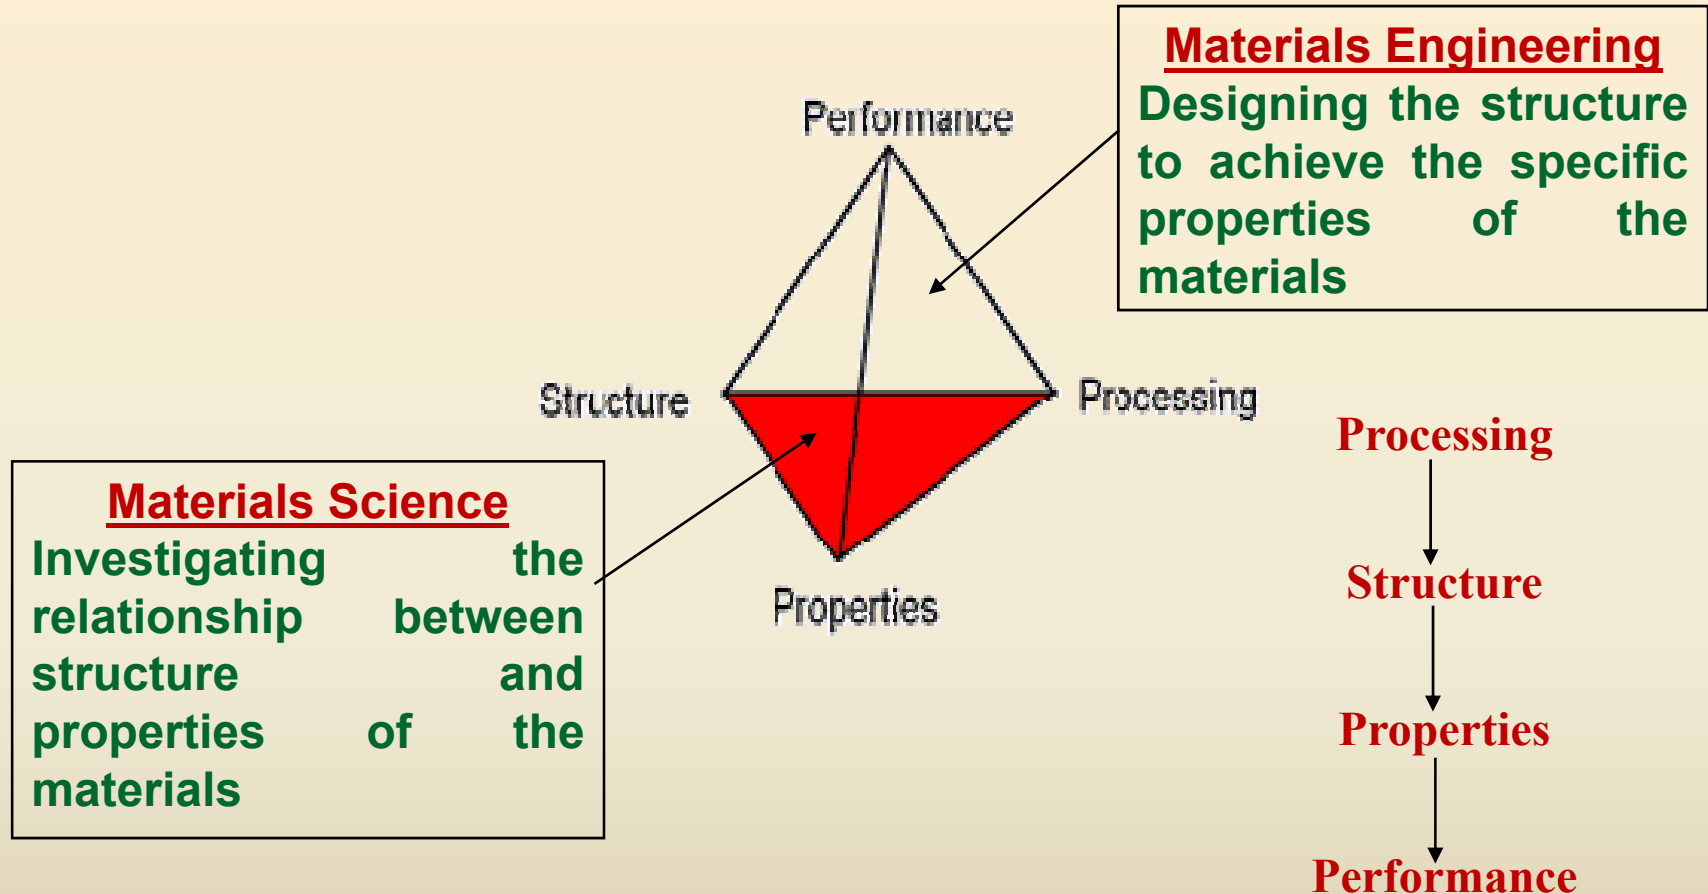 Materials Engineering
Designing the structure
to achieve the specific
properties of the
materials
Performance
Structure
Processing
Properties
Materials Science
Investigating the
relationship between
structure and
properties of the
materials
Processing
Structure
Properties
Performance